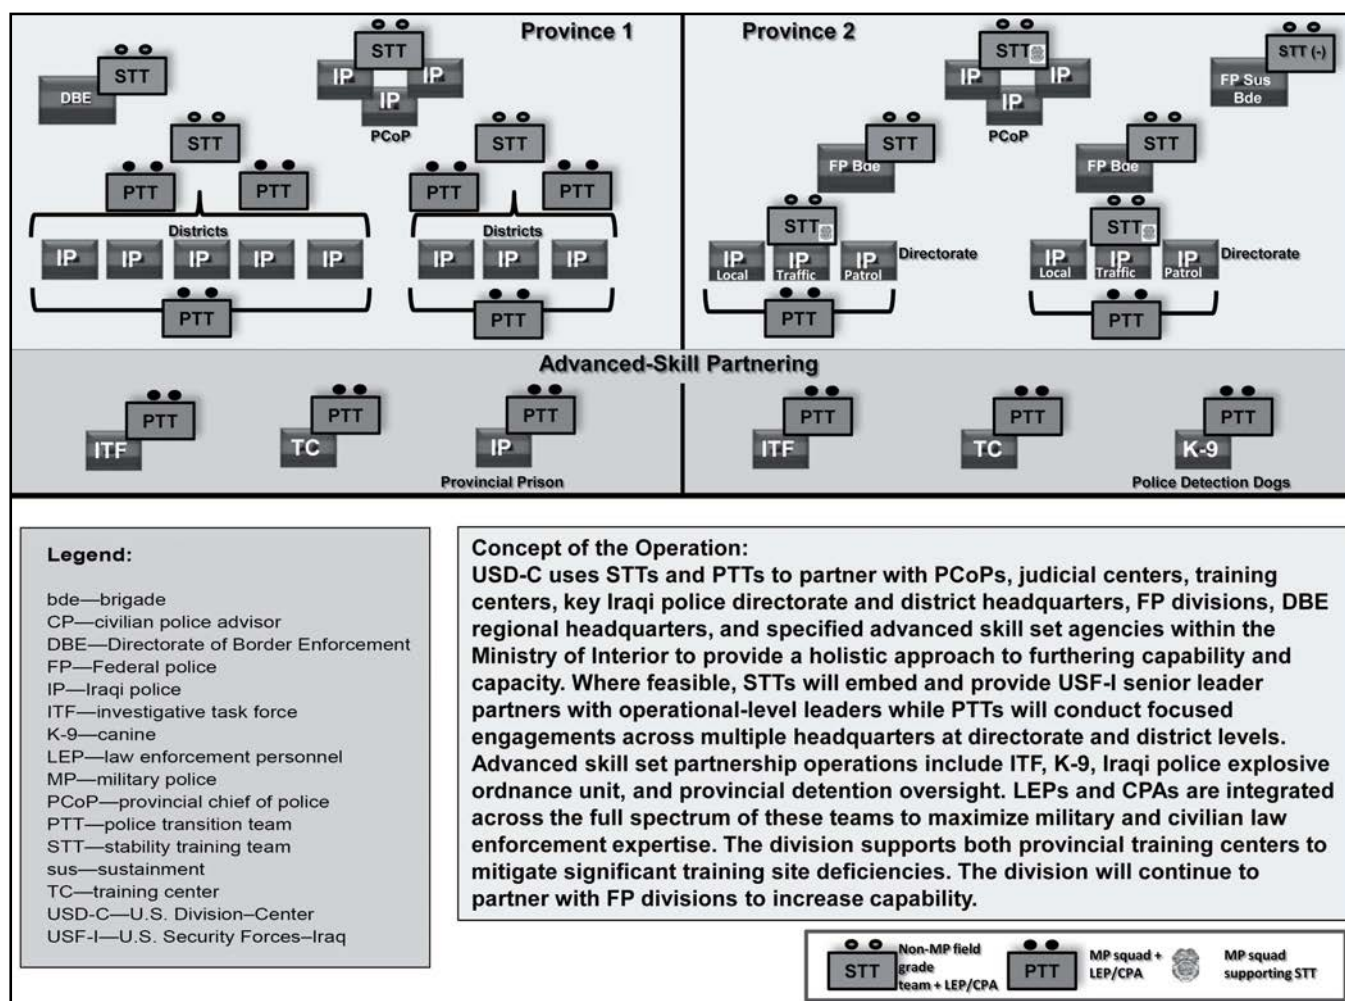 Province 1
Province 2
STT
DBE
STT
IP
IP
IP
PCoP
STT
PTT
PTT
Districts
IP
IP
IP
IP
IP
PTT
STT
PTT
PTT
Districts
IP
IP
IP
PTT
STT
IP
IP
IP
PCoP
STT (-)
FP Sus
Bde
STT
FP Bde
STT
FP Bde
STT
IP
Local
IP
Traffic
IP
Patrol
Directorate
PTT
STT
IP
Local
IP
Traffic
IP
Patrol
Directorate
PTT
Advanced-Skill Partnering
PTT
ITF
PTT
TC
PTT
IP
Provincial Prison
PTT
ITF
PTT
TC
PTT
K-9
Police Detection Dogs
Legend:
bde—brigade
CP—civilian police advisor
DBE—Directorate of Border Enforcement
FP—Federal police
IP—Iraqi police
ITF—investigative task force
K-9—canine
LEP—law enforcement personnel
MP—military police
PCoP—provincial chief of police
PTT—police transition team
STT—stability training team
sus—sustainment
TC—training center
USD-C—U.S. Division–Center
USF-I—U.S. Security Forces–Iraq
Concept of the Operation:
USD-C uses STTs and PTTs to partner with PCoPs, judicial centers, training
centers, key Iraqi police directorate and district headquarters, FP divisions, DBE
regional headquarters, and specified advanced skill set agencies within the
Ministry of Interior to provide a holistic approach to furthering capability and
capacity. Where feasible, STTs will embed and provide USF-I senior leader
partners with operational-level leaders while PTTs will conduct focused
engagements across multiple headquarters at directorate and district levels.
Advanced skill set partnership operations include ITF, K-9, Iraqi police explosive
ordnance unit, and provincial detention oversight. LEPs and CPAs are integrated
across the full spectrum of these teams to maximize military and civilian law
enforcement expertise. The division supports both provincial training centers to
mitigate significant training site deficiencies. The division will continue to
partner with FP divisions to increase capability.
STT
Non-MP field
grade
team + LEP/CPA
PTT
MP squad +
LEP/CPA
MP squad
supporting STT